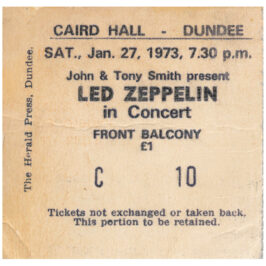 CAIRD HALL - DUNDEE
SAT., Jan. 27, 1973, 7.30 p.m.
John & Tony Smith present
LED ZEPPELIN
in Concert
FRONT BALCONY
£1
C 10
Tickets not exchanged or taken back.
This portion to be retained.
The Herald Press, Dundee.